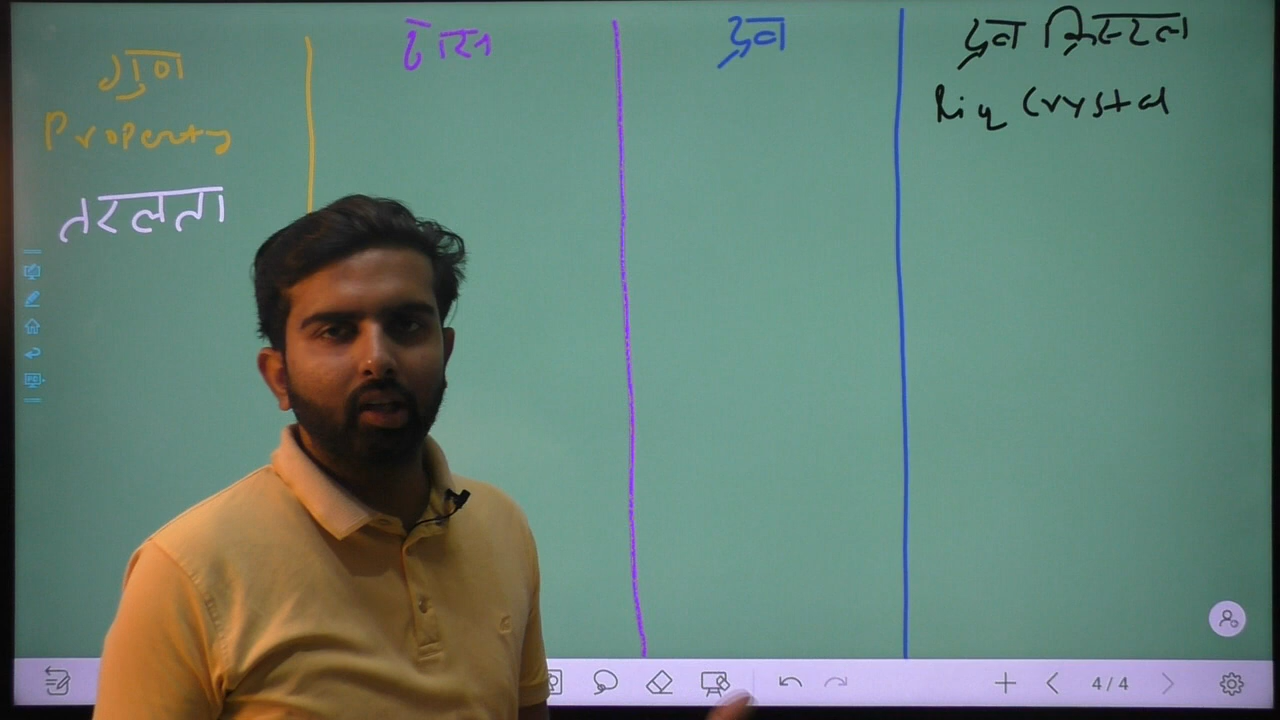 गुण
Property
तरलता
ठोस
द्रव
द्रव क्रिस्टल
Liq Crystal
4/4